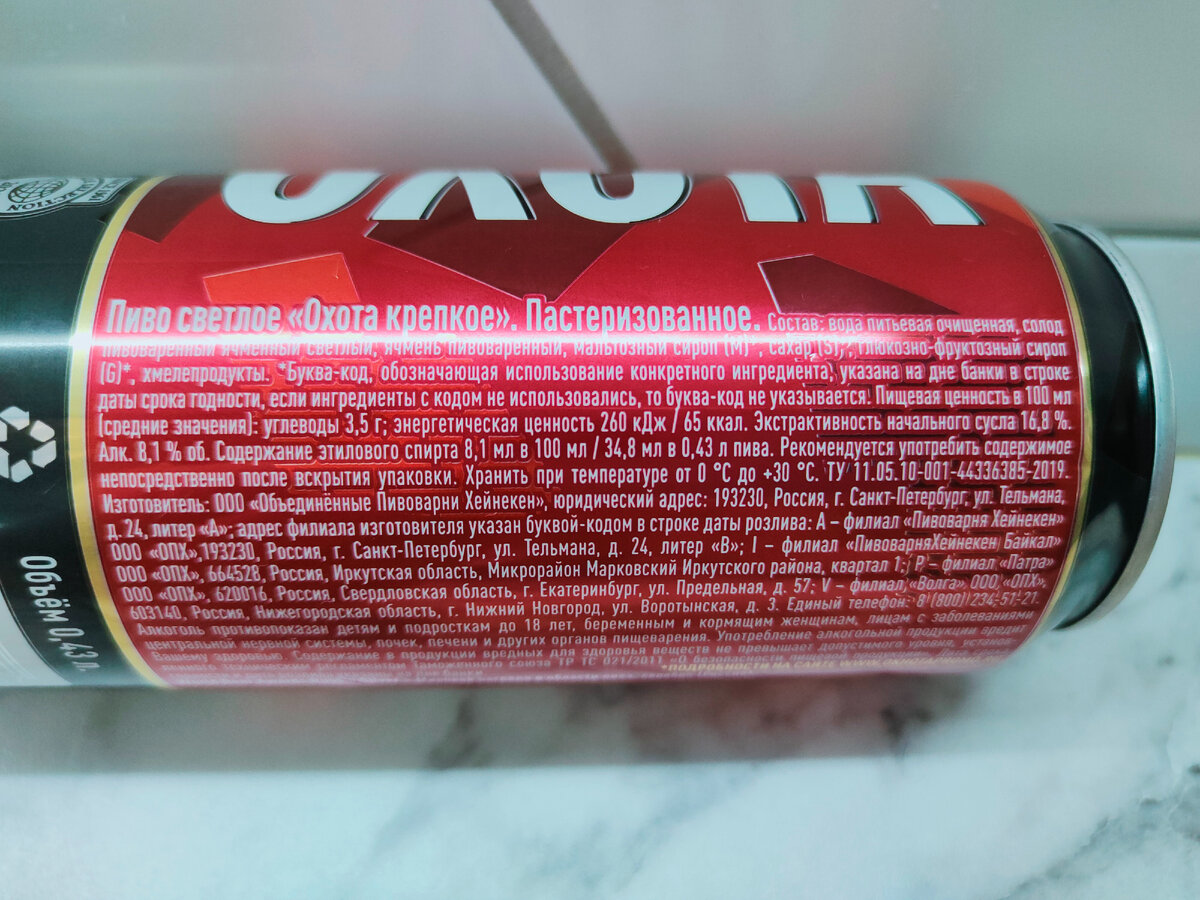 ОХОТА
Пиво светлое «Охота крепкое». Пастеризованное. Состав: вода питьевая очищенная, солод
пивоваренный ячменный светлый, ячмень пивоваренный, мальтозный сироп (M)*, сахар (S)*, глюкозно-фруктозный сироп
(G)*, хмелепродукты. *Буква-код, обозначающая использование конкретного ингредиента, указана на дне банки в строке
даты срока годности, если ингредиенты с кодом не использовались, то буква-код не указывается. Пищевая ценность в 100 мл
(средние значения): углеводы 3,5 г; энергетическая ценность 260 кДж / 65 ккал. Экстрактивность начального сусла 16,8 %.
Алк. 8,1 % об. Содержание этилового спирта 8,1 мл в 100 мл / 34,8 мл в 0,43 л пива. Рекомендуется употребить содержимое
непосредственно после вскрытия упаковки. Хранить при температуре от 0 °С до +30 °С. ТУ 11.05.10-001-44336385-2019.
Изготовитель: ООО «Объединённые Пивоварни Хейнекен», юридический адрес: 193230, Россия, г. Санкт-Петербург, ул. Тельмана,
д. 24, литер «А»; адрес филиала изготовителя указан буквой-кодом в строке даты розлива: А – филиал «Пивоварня Хейнекен»
ООО «ОПХ»,193230, Россия, г. Санкт-Петербург, ул. Тельмана, д. 24, литер «В»; I – филиал «ПивоварняХейнекен Байкал»
ООО «ОПХ», 664528, Россия, Иркутская область, Микрорайон Марковский Иркутского района, квартал 1; P – филиал «Патра»
ООО «ОПХ», 620016, Россия, Свердловская область, г. Екатеринбург, ул. Предельная, д. 57; V – филиал «Волга» ООО «ОПХ»,
603140, Россия, Нижегородская область, г. Нижний Новгород, ул. Воротынская, д. 3. Единый телефон: 8 (800) 234-51-21.
Алкоголь противопоказан детям и подросткам до 18 лет, беременным и кормящим женщинам, лицам с заболеваниями
центральной нервной системы, почек, печени и других органов пищеварения. Употребление алкогольной продукции вредит
Вашему здоровью. Содержание в продукции вредных для здоровья веществ не превышает допустимого уровня,
Таможенного союза ТР ТС 021/2011 «О безопасности
*ПОДРОБНОСТИ НА САЙТЕ
Объём 0,43 л